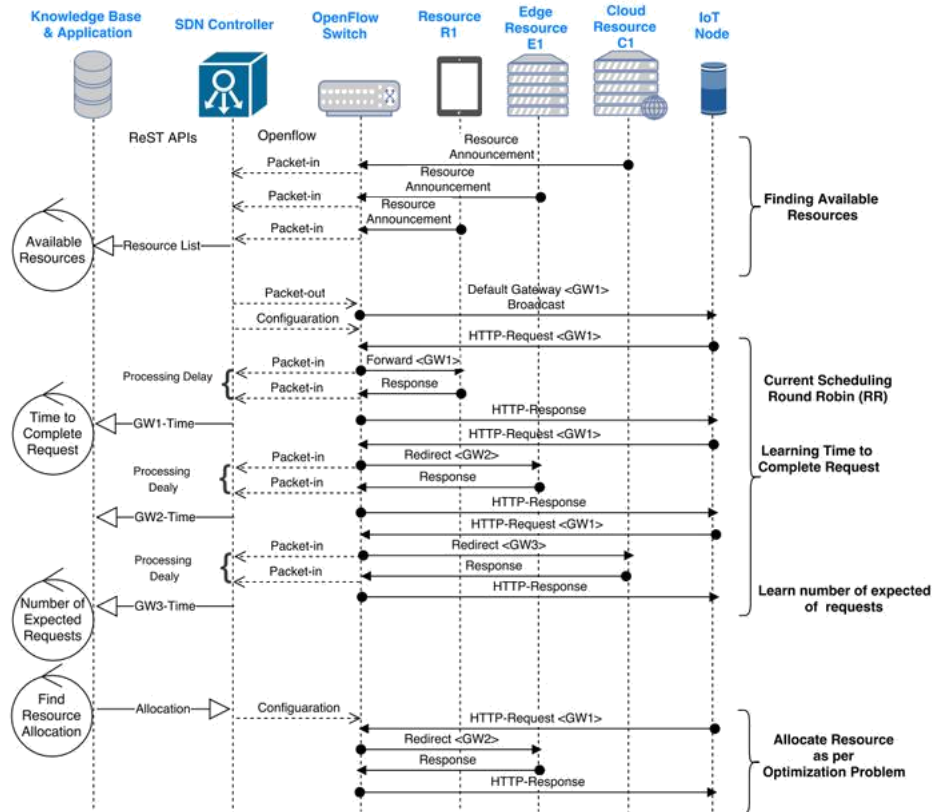 Knowledge Base
& Application
SDN Controller
OpenFlow
Switch
Resource
R1
Edge
Resource
E1
Cloud
Resource
C1
IoT
Node
ReST APIs
Openflow
Resource
Announcement
Packet-in
Resource
Announcement
Packet-in
Resource
Announcement
Packet-in
Finding Available
Resources
Available
Resources
Resource List
Packet-out
Default Gateway <GW1>
Broadcast
Configuaration
HTTP-Request <GW1>
Packet-in
Forward <GW1>
Processing Delay
Packet-in
Response
Current Scheduling
Round Robin (RR)
Time to
Complete
Request
GW1-Time
HTTP-Response
HTTP-Request <GW1>
Packet-in
Redirect <GW2>
Learning Time to
Complete Request
Processing
Dealy
Packet-in
Response
GW2-Time
HTTP-Response
HTTP-Request <GW1>
Packet-in
Redirect <GW3>
Processing
Dealy
Packet-in
Response
HTTP-Response
Learn number of expected
of requests
Number of
Expected
Requests
GW3-Time
Find
Resource
Allocation
Allocation
Configuaration
HTTP-Request <GW1>
Redirect <GW2>
Response
HTTP-Response
Allocate Resource
as per
Optimization Problem